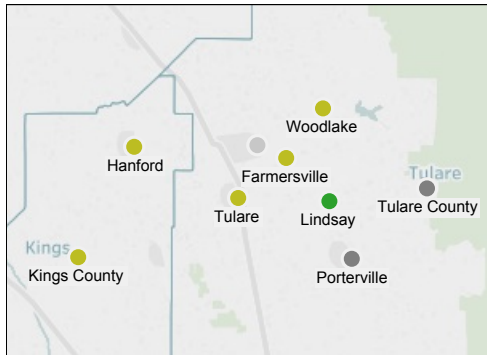 Woodlake
Hanford
Farmersville
Tulare
Tulare County
Tulare
Lindsay
Kings
Kings County
Porterville